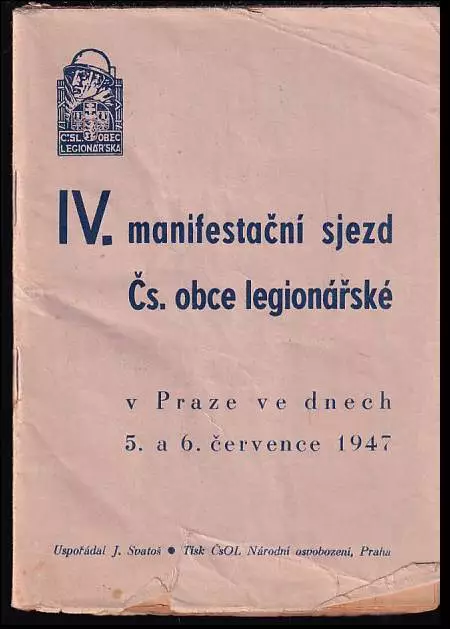 ČSL. OBEC
LEGIONÁŘSKÁ
IV. manifestační sjezd
Čs. obce legionářské
v Praze ve dnech
5. a 6. července 1947
Uspořádal J. Spatoš ● Tisk ČsOL Národní osvobození, Praha